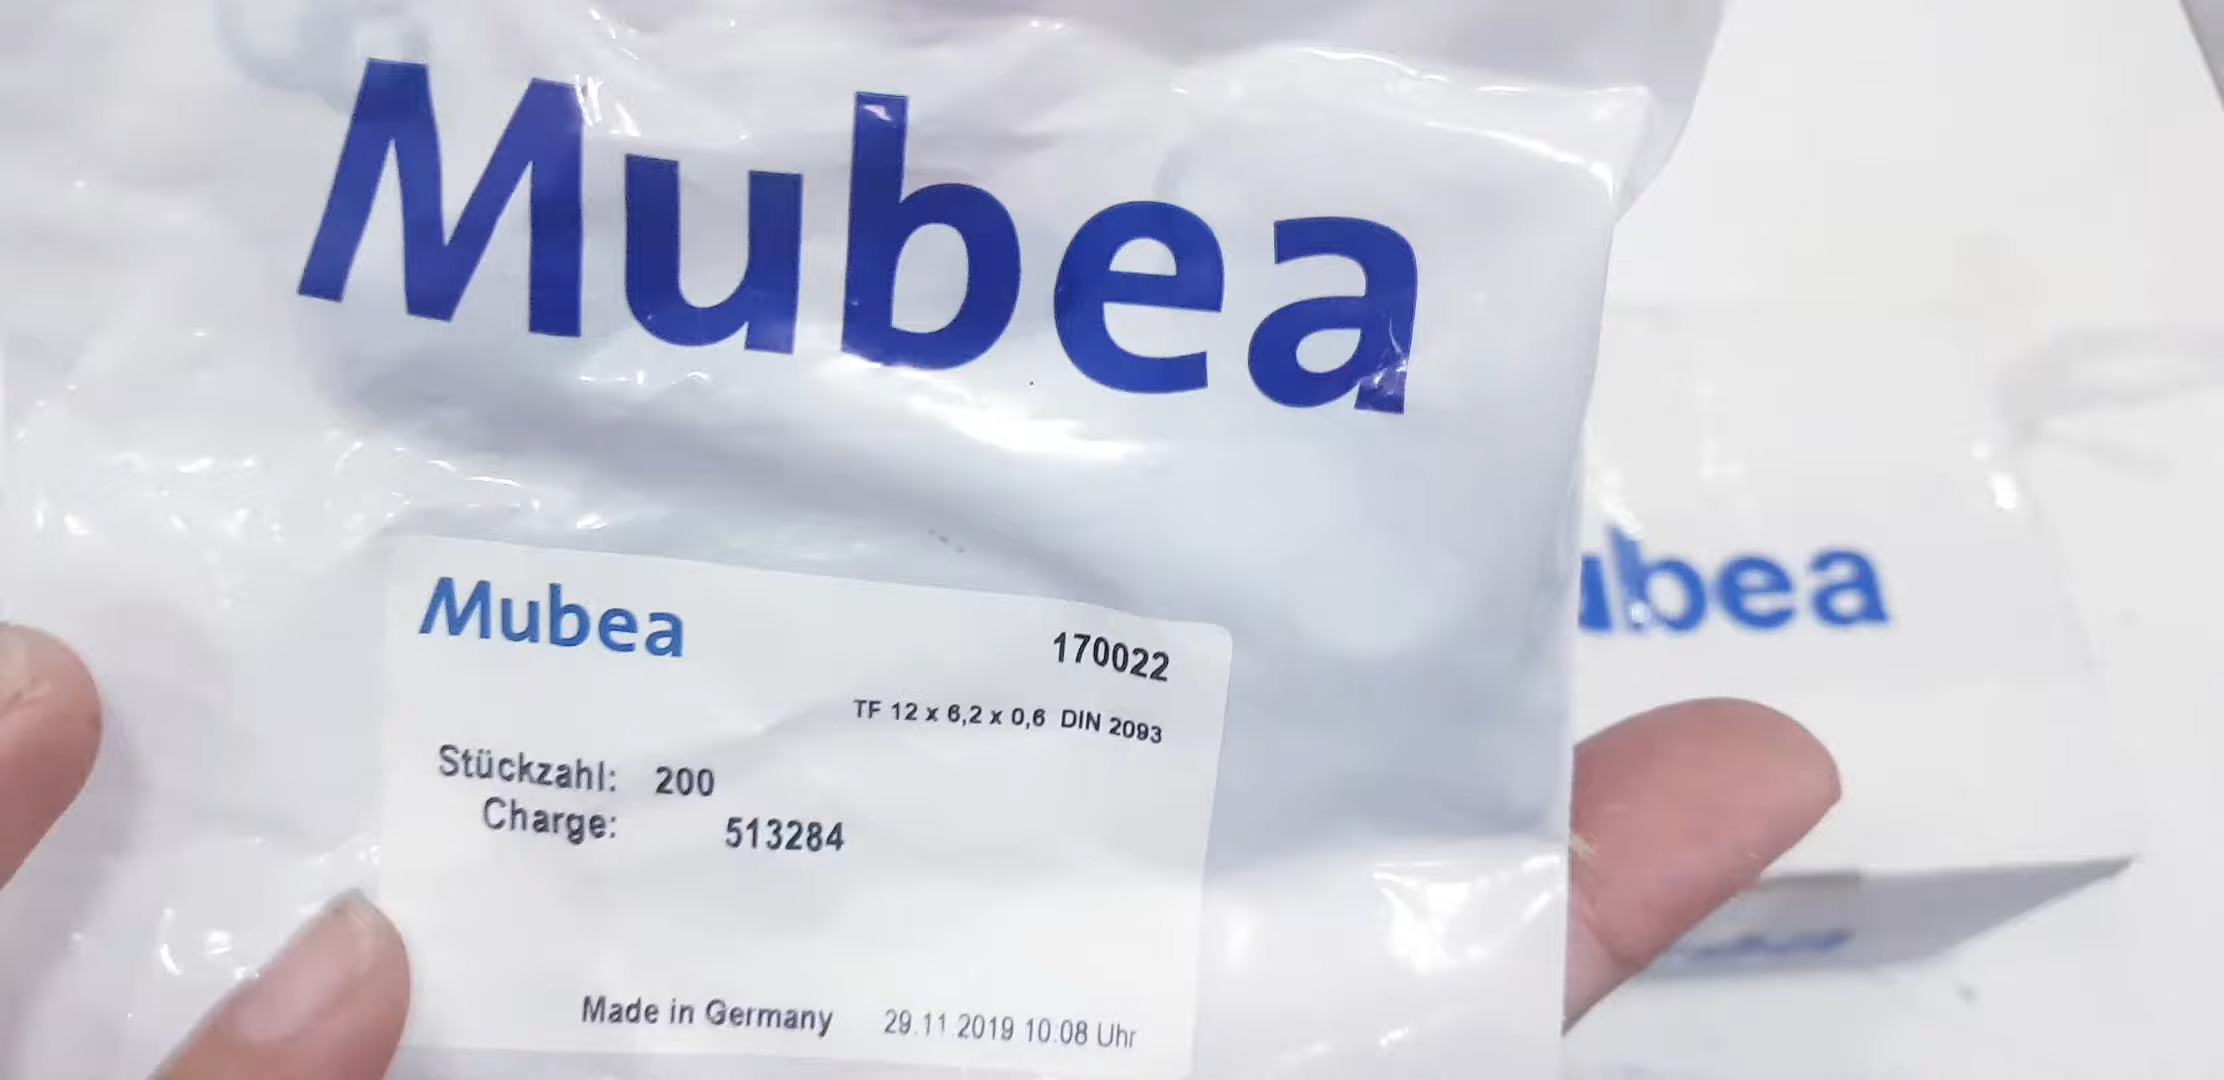 Mubea
ubea
Mubea
170022
TF 12 x 6,2 x 0,6 DIN 2093
Stückzahl: 200
Charge: 513284
Made in Germany 29.11.2019 10:08 Uhr